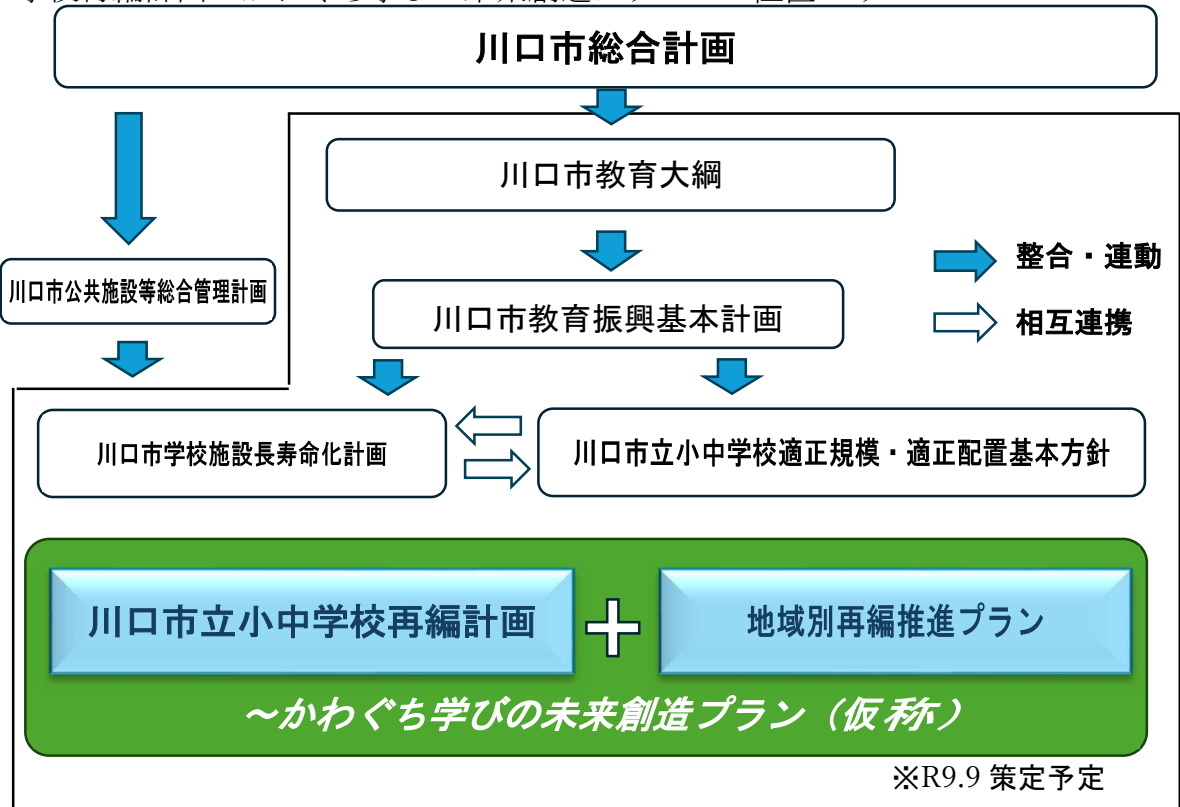 川口市総合計画
川口市教育大綱
整合・連動
川口市公共施設等総合管理計画
川口市教育振興基本計画
相互連携
川口市学校施設長寿命化計画
川口市立小中学校適正規模・適正配置基本方針
川口市立小中学校再編計画
地域別再編推進プラン
～かわぐち学びの未来創造プラン（仮称）
※R9.9 策定予定